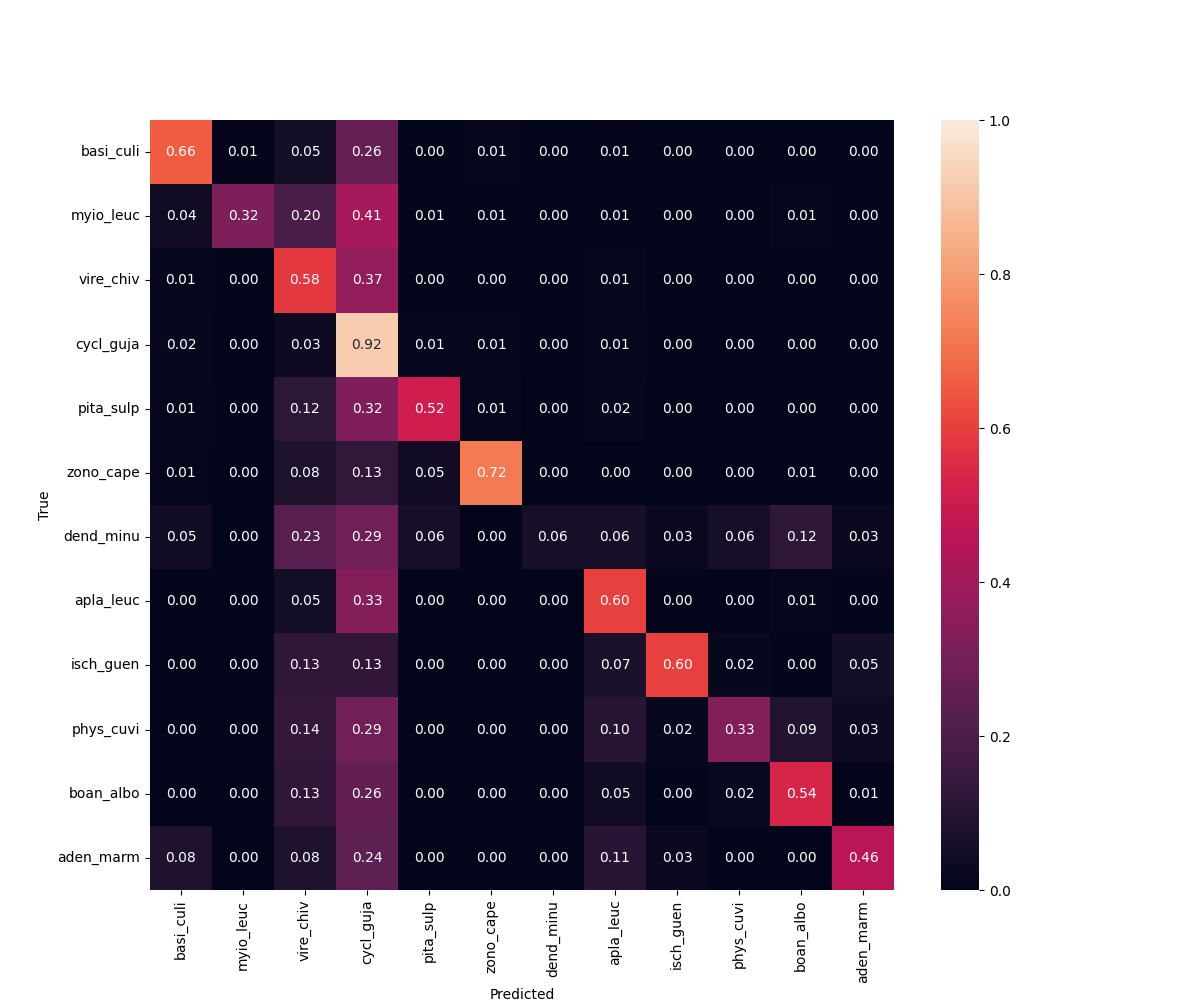 1.0
basi_culi 0.66 0.01 0.05 0.26 0.00 0.01 0.00 0.01 0.00 0.00 0.00 0.00
myio_leuc 0.04 0.32 0.20 0.41 0.01 0.01 0.00 0.01 0.00 0.00 0.01 0.00
0.8
vire_chiv 0.01 0.00 0.58 0.37 0.00 0.00 0.00 0.01 0.00 0.00 0.00 0.00
cycl_guja 0.02 0.00 0.03 0.92 0.01 0.01 0.00 0.01 0.00 0.00 0.00 0.00
pita_sulp 0.01 0.00 0.12 0.32 0.52 0.01 0.00 0.02 0.00 0.00 0.00 0.00
0.6
zono_cape 0.01 0.00 0.08 0.13 0.05 0.72 0.00 0.00 0.00 0.00 0.01 0.00
True
dend_minu 0.05 0.00 0.23 0.29 0.06 0.00 0.06 0.06 0.03 0.06 0.12 0.03
0.4
apla_leuc 0.00 0.00 0.05 0.33 0.00 0.00 0.00 0.60 0.00 0.00 0.01 0.00
isch_guen 0.00 0.00 0.13 0.13 0.00 0.00 0.00 0.07 0.60 0.02 0.00 0.05
phys_cuvi 0.00 0.00 0.14 0.29 0.00 0.00 0.00 0.10 0.02 0.33 0.09 0.03
0.2
boan_albo 0.00 0.00 0.13 0.26 0.00 0.00 0.00 0.05 0.00 0.02 0.54 0.01
aden_marm 0.08 0.00 0.08 0.24 0.00 0.00 0.00 0.11 0.03 0.00 0.00 0.46
0.0
basi_culi myio_leuc vire_chiv cycl_guja pita_sulp zono_cape dend_minu apla_leuc isch_guen phys_cuvi boan_albo aden_marm
Predicted